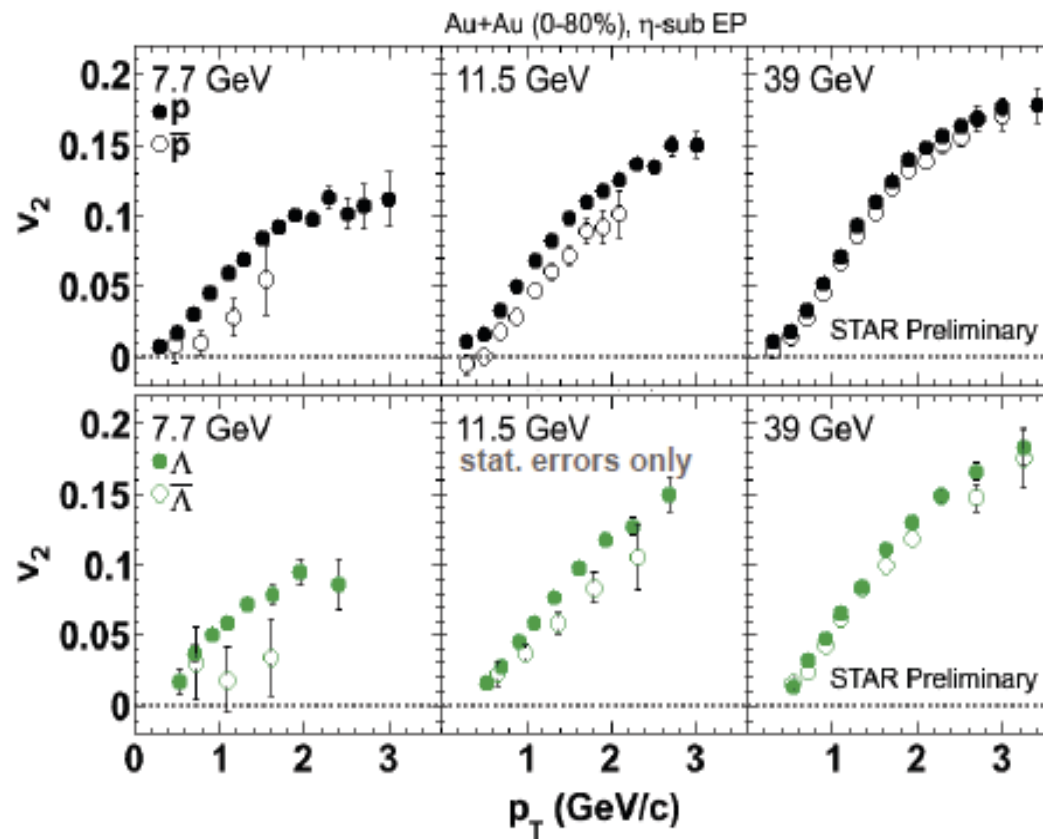 Au+Au (0-80%), η-sub EP
7.7 GeV
11.5 GeV
39 GeV
p
p̅
0.2
0.15
0.1
0.05
0
v₂
STAR Preliminary
7.7 GeV
11.5 GeV
39 GeV
stat. errors only
Λ
Λ̅
0.2
0.15
0.1
0.05
0
v₂
STAR Preliminary
0 1 2 3 1 2 3 1 2 3
p_T (GeV/c)